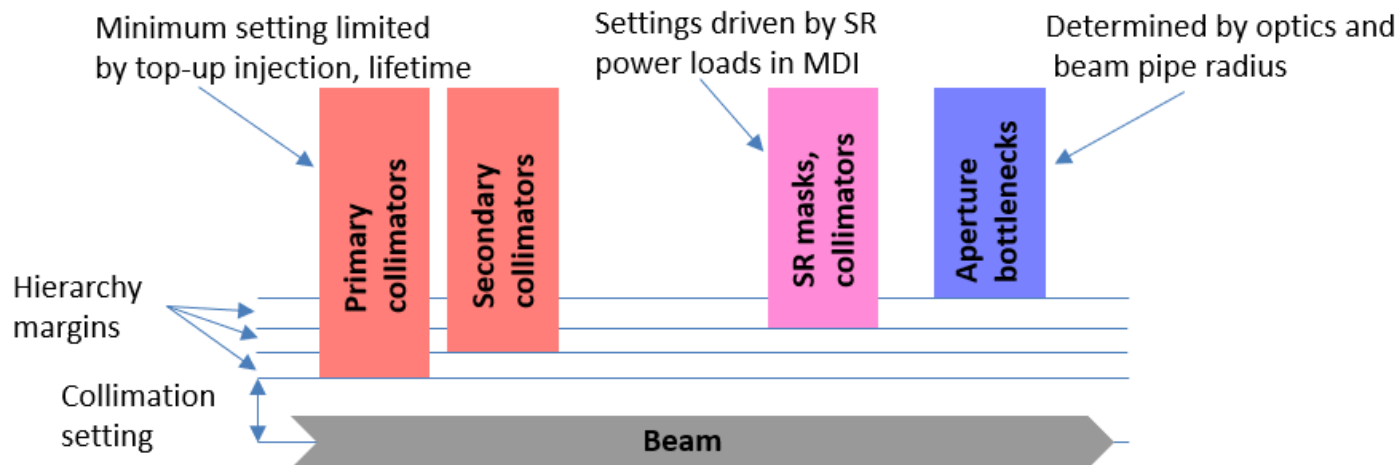 Minimum setting limited
by top-up injection, lifetime
Settings driven by SR
power loads in MDI
Determined by optics and
beam pipe radius
Primary
collimators
Secondary
collimators
SR masks,
collimators
Aperture
bottlenecks
Hierarchy
margins
Collimation
setting
Beam